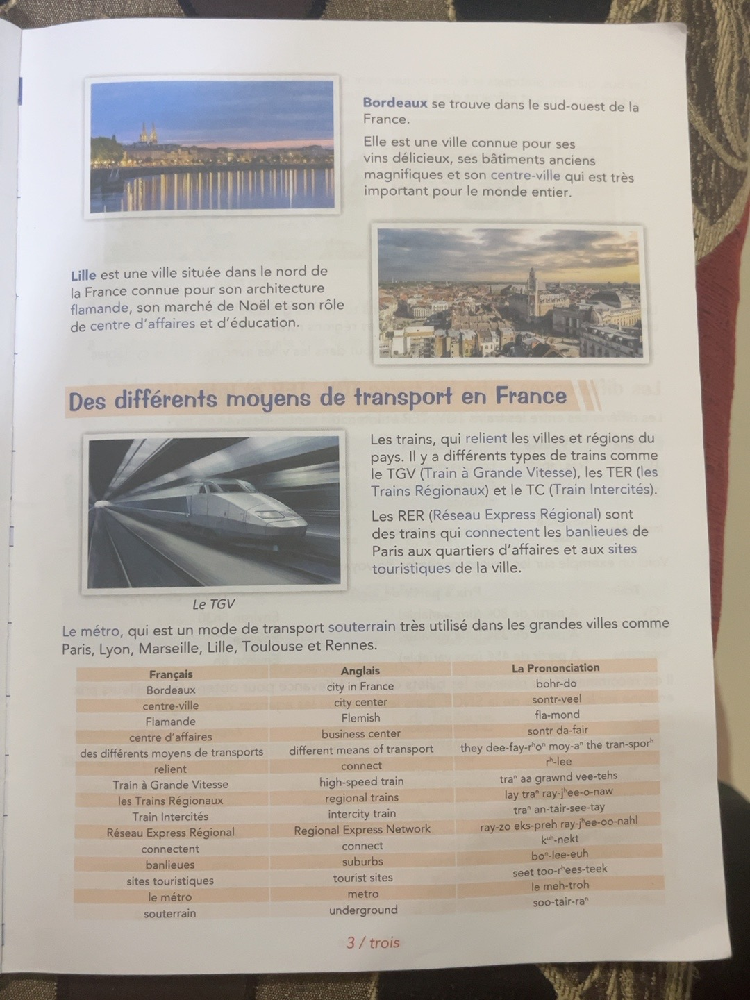 Bordeaux se trouve dans le sud-ouest de la
France.
Elle est une ville connue pour ses
vins délicieux, ses bâtiments anciens
magnifiques et son centre-ville qui est très
important pour le monde entier.
Lille est une ville située dans le nord de
la France connue pour son architecture
flamande, son marché de Noël et son rôle
de centre d'affaires et d'éducation.
Des différents moyens de transport en France
Les trains, qui relient les villes et régions du
pays. Il y a différents types de trains comme
le TGV (Train à Grande Vitesse), les TER (les
Trains Régionaux) et le TC (Train Intercités).
Les RER (Réseau Express Régional) sont
des trains qui connectent les banlieues de
Paris aux quartiers d'affaires et aux sites
touristiques de la ville.
Le TGV
Le métro, qui est un mode de transport souterrain très utilisé dans les grandes villes comme
Paris, Lyon, Marseille, Lille, Toulouse et Rennes.
Français Anglais La Prononciation
Bordeaux city in France bohr-do
centre-ville city center sontr-veel
Flamande Flemish fla-mond
centre d'affaires business center sontr da-fair
des différents moyens de transports different means of transport they dee-fay-rʰoⁿ moy-aⁿ the tran-sporʰ
relient connect rʰ-lee
Train à Grande Vitesse high-speed train traⁿ aa grawnd vee-tehs
les Trains Régionaux regional trains lay traⁿ ray-jʰee-o-naw
Train Intercités intercity train traⁿ an-tair-see-tay
Réseau Express Régional Regional Express Network ray-zo eks-preh ray-jʰee-oo-nahl
connectent connect kᵘʰ-nekt
banlieues suburbs boⁿ-lee-euh
sites touristiques tourist sites seet too-rʰees-teek
le métro metro le meh-troh
souterrain underground soo-tair-raⁿ
3 / trois